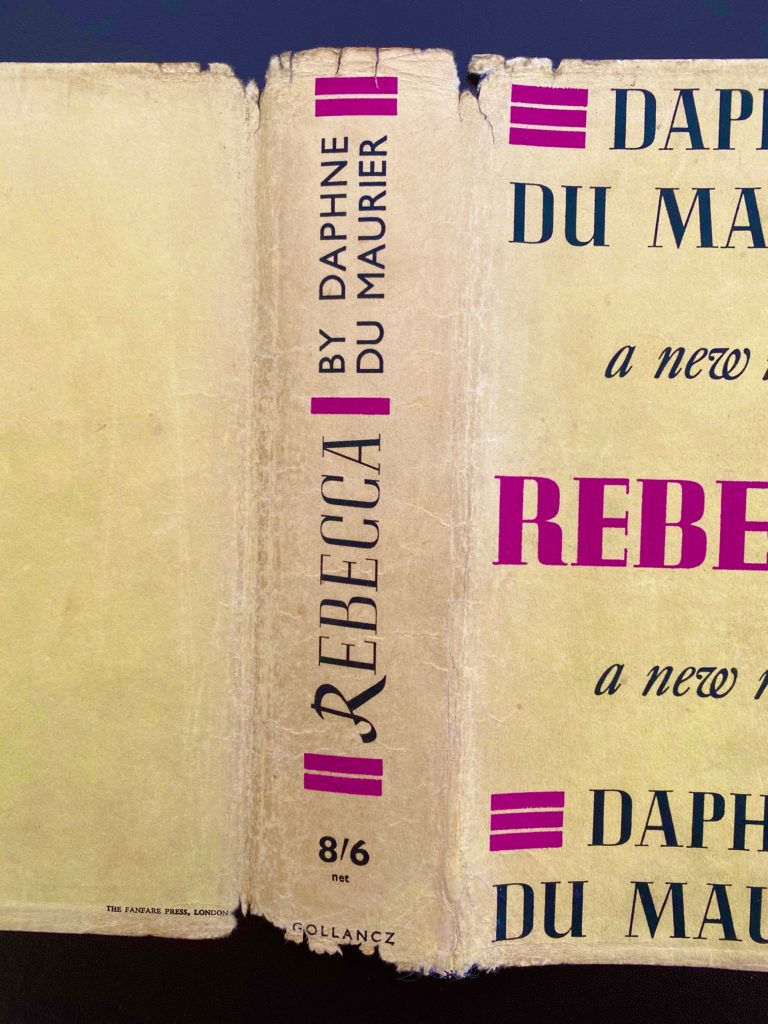 THE FANFARE PRESS, LONDON
REBECCA
BY DAPHNE
DU MAURIER
8/6
net
GOLLANCZ
DAPH
DU MA
a new
REBE
a new
DAPH
DU MAU